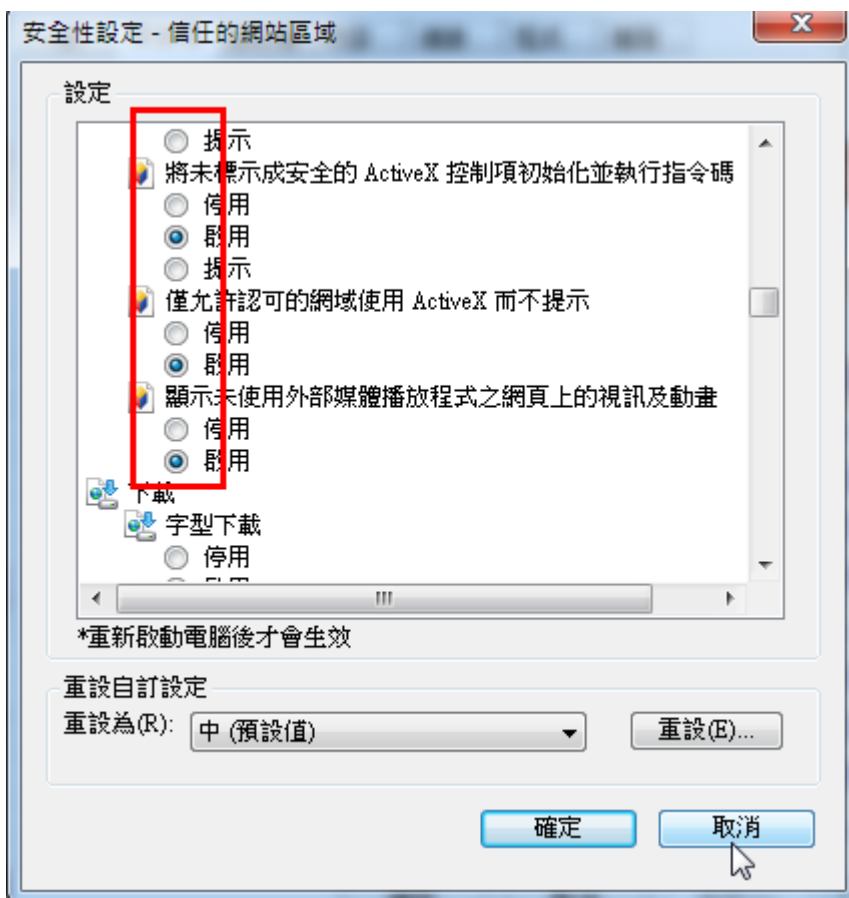 安全性設定 - 信任的網站區域
設定
提示
將未標示成安全的 ActiveX 控制項初始化並執行指令碼
停用
啟用
提示
僅允許認可的網域使用 ActiveX 而不提示
停用
啟用
顯示未使用外部媒體播放程式之網頁上的視訊及動畫
停用
啟用
下載
字型下載
停用
*重新啟動電腦後才會生效
重設自訂設定
重設為(R): 中 (預設值) 重設(E)...
確定 取消